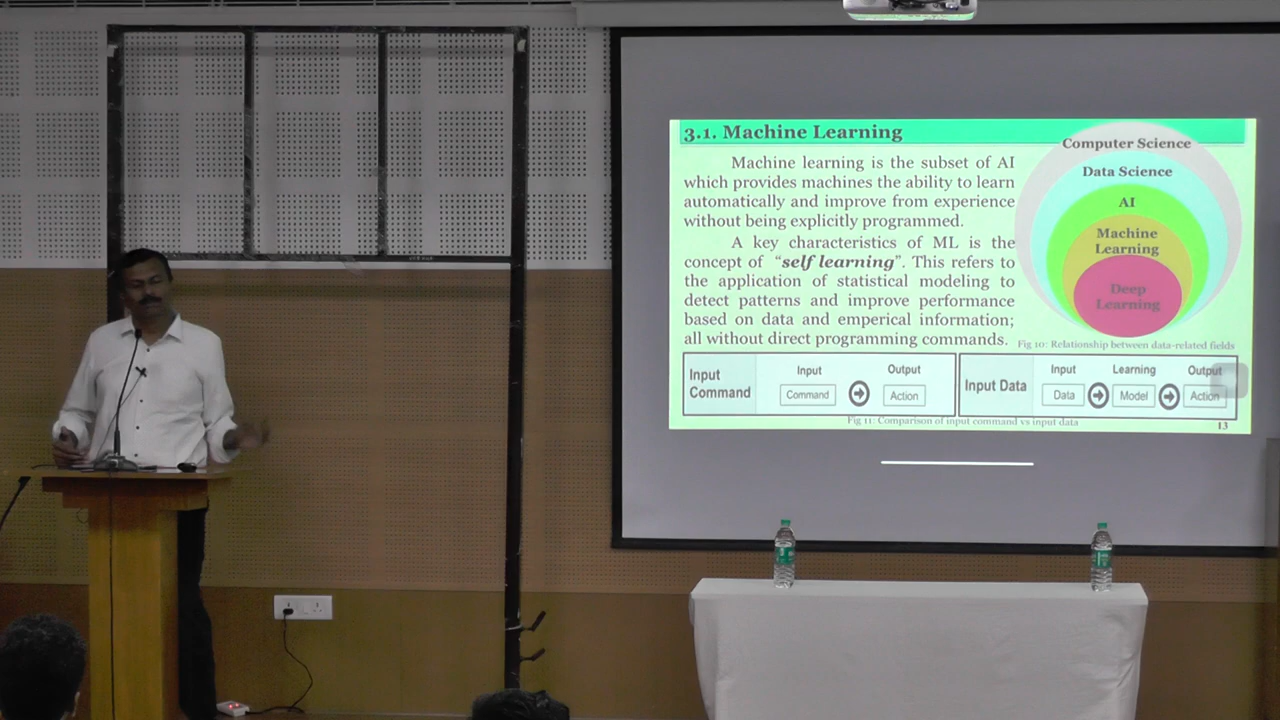 3.1. Machine Learning
Machine learning is the subset of AI
which provides machines the ability to learn
automatically and improve from experience
without being explicitly programmed.
A key characteristics of ML is the
concept of "self learning". This refers to
the application of statistical modeling to
detect patterns and improve performance
based on data and emperical information;
all without direct programming commands.
Computer Science
Data Science
AI
Machine
Learning
Deep
Learning
Fig 10: Relationship between data-related fields
Input
Command
Input
Command
Output
Action
Input Data
Input
Data
Learning
Model
Output
Action
Fig 11: Comparison of input command vs input data
13